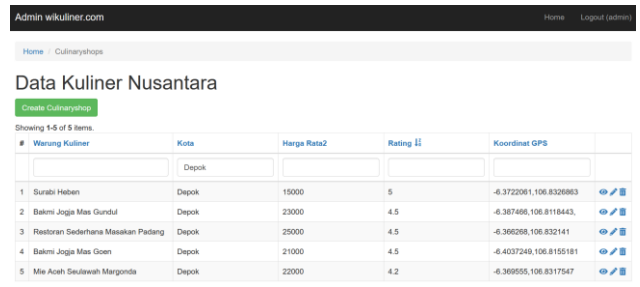 Admin wikuliner.com Home Logout (admin)
Home / Culinaryshops
Data Kuliner Nusantara
Create Culinaryshop
Showing 1-5 of 5 items.
# Warung Kuliner Kota Harga Rata2 Rating Koordinat GPS
Depok
1 Surabi Heben Depok 15000 5 -6.3722061,106.8326863
2 Bakmi Jogja Mas Gundul Depok 23000 4.5 -6.387466,106.8118443,
3 Restoran Sederhana Masakan Padang Depok 25000 4.5 -6.366268,106.832141
4 Bakmi Jogja Mas Goen Depok 21000 4.5 -6.4037249,106.8155181
5 Mie Aceh Seulawah Margonda Depok 22000 4.2 -6.369555,106.8317547